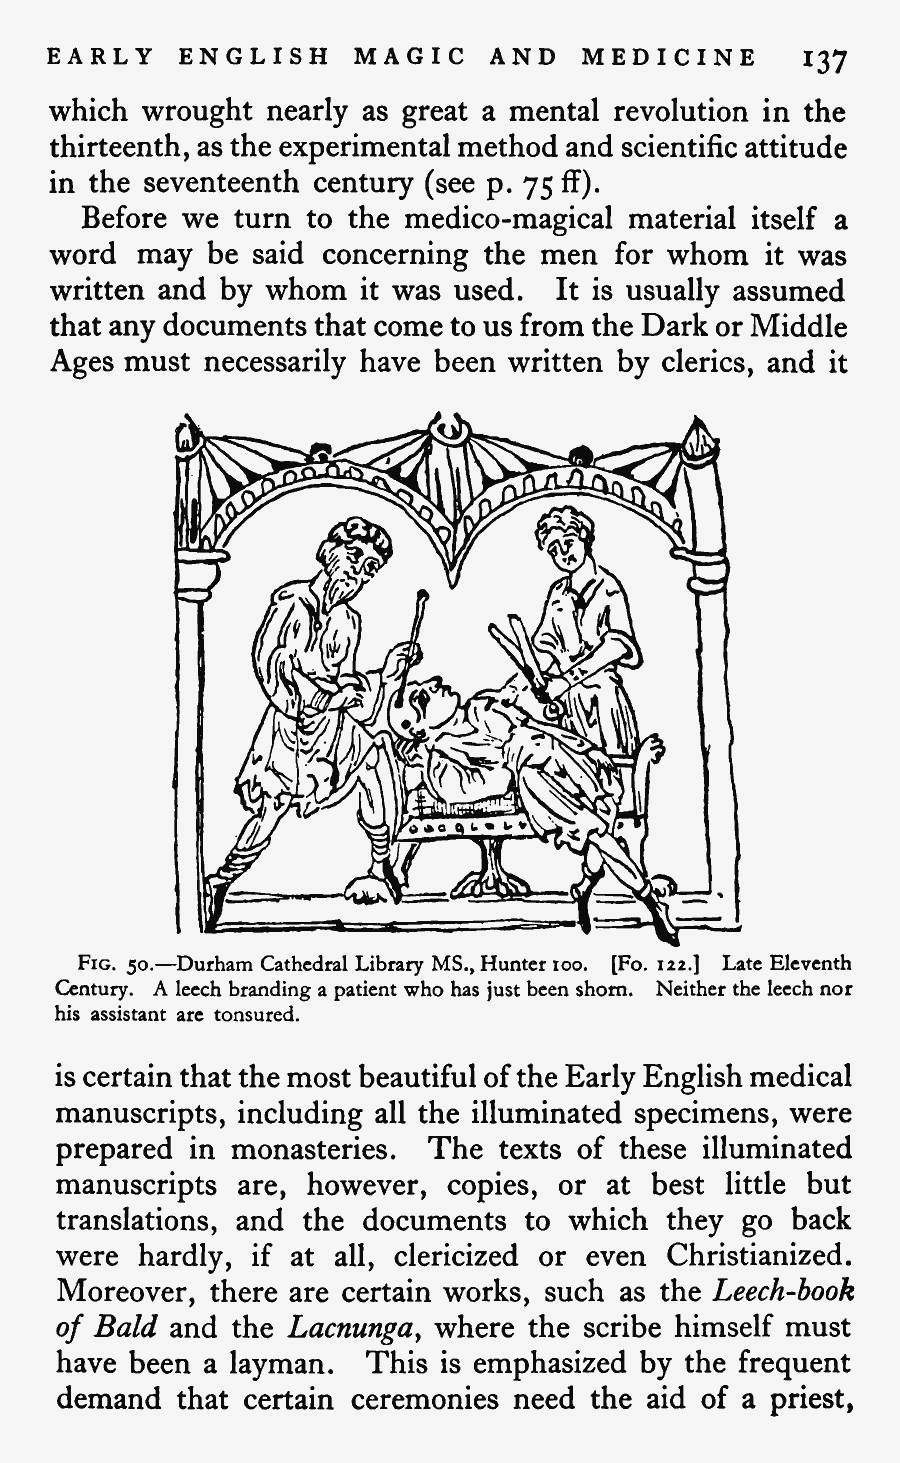 EARLY ENGLISH MAGIC AND MEDICINE 137
which wrought nearly as great a mental revolution in the
thirteenth, as the experimental method and scientific attitude
in the seventeenth century (see p. 75 ff).
Before we turn to the medico-magical material itself a
word may be said concerning the men for whom it was
written and by whom it was used. It is usually assumed
that any documents that come to us from the Dark or Middle
Ages must necessarily have been written by clerics, and it
FIG. 50.—Durham Cathedral Library MS., Hunter 100. [Fo. 122.] Late Eleventh
Century. A leech branding a patient who has just been shorn. Neither the leech nor
his assistant are tonsured.
is certain that the most beautiful of the Early English medical
manuscripts, including all the illuminated specimens, were
prepared in monasteries. The texts of these illuminated
manuscripts are, however, copies, or at best little but
translations, and the documents to which they go back
were hardly, if at all, clericized or even Christianized.
Moreover, there are certain works, such as the Leech-book
of Bald and the Lacnunga, where the scribe himself must
have been a layman. This is emphasized by the frequent
demand that certain ceremonies need the aid of a priest,